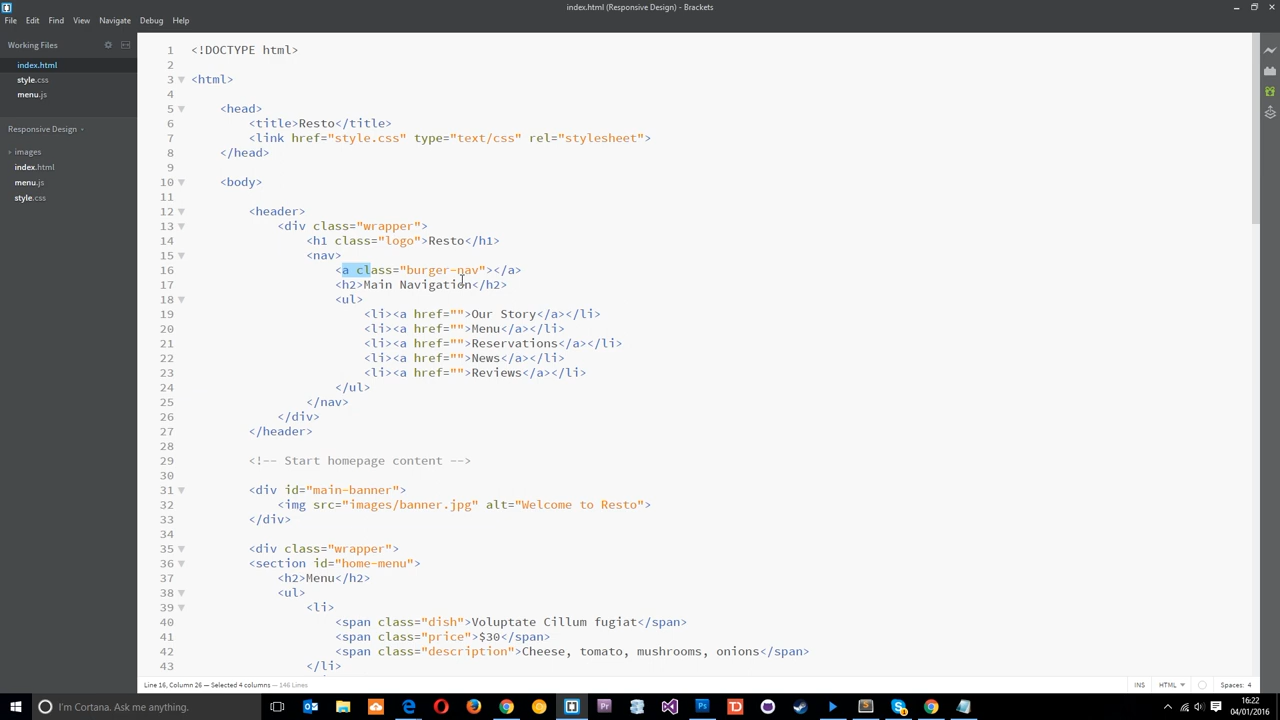 index.html (Responsive Design) - Brackets
File Edit Find View Navigate Debug Help
Working Files
index.html
style.css
menu.js
Responsive Design
images
index.html
menu.js
style.css
1 <!DOCTYPE html>
2
3 <html>
4
5 <head>
6 <title>Resto</title>
7 <link href="style.css" type="text/css" rel="stylesheet">
8 </head>
9
10 <body>
11
12 <header>
13 <div class="wrapper">
14 <h1 class="logo">Resto</h1>
15 <nav>
16 <a class="burger-nav"></a>
17 <h2>Main Navigation</h2>
18 <ul>
19 <li><a href="">Our Story</a></li>
20 <li><a href="">Menu</a></li>
21 <li><a href="">Reservations</a></li>
22 <li><a href="">News</a></li>
23 <li><a href="">Reviews</a></li>
24 </ul>
25 </nav>
26 </div>
27 </header>
28
29 <!-- Start homepage content -->
30
31 <div id="main-banner">
32 <img src="images/banner.jpg" alt="Welcome to Resto">
33 </div>
34
35 <div class="wrapper">
36 <section id="home-menu">
37 <h2>Menu</h2>
38 <ul>
39 <li>
40 <span class="dish">Voluptate Cillum fugiat</span>
41 <span class="price">$30</span>
42 <span class="description">Cheese, tomato, mushrooms, onions</span>
43 </li>
Line 16, Column 26 — Selected 4 columns — 146 Lines
INS HTML Spaces: 4
I'm Cortana. Ask me anything.
16:22
04/01/2016